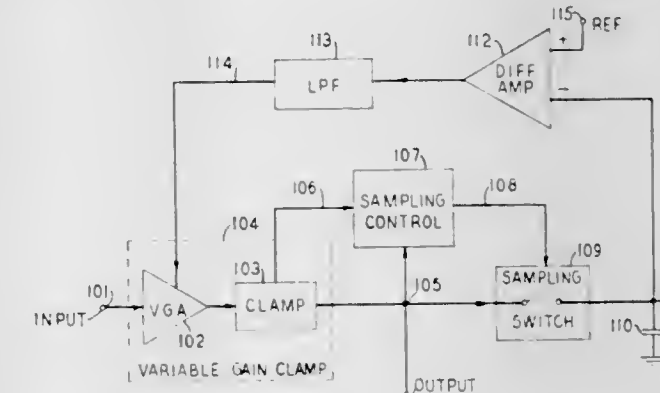 115
REF
112
+
DIFF
AMP
−
113
LPF
114
107
SAMPLING
CONTROL
106
108
104
103
CLAMP
105
109
SAMPLING
SWITCH
101
INPUT
VGA
102
110
VARIABLE GAIN CLAMP
OUTPUT